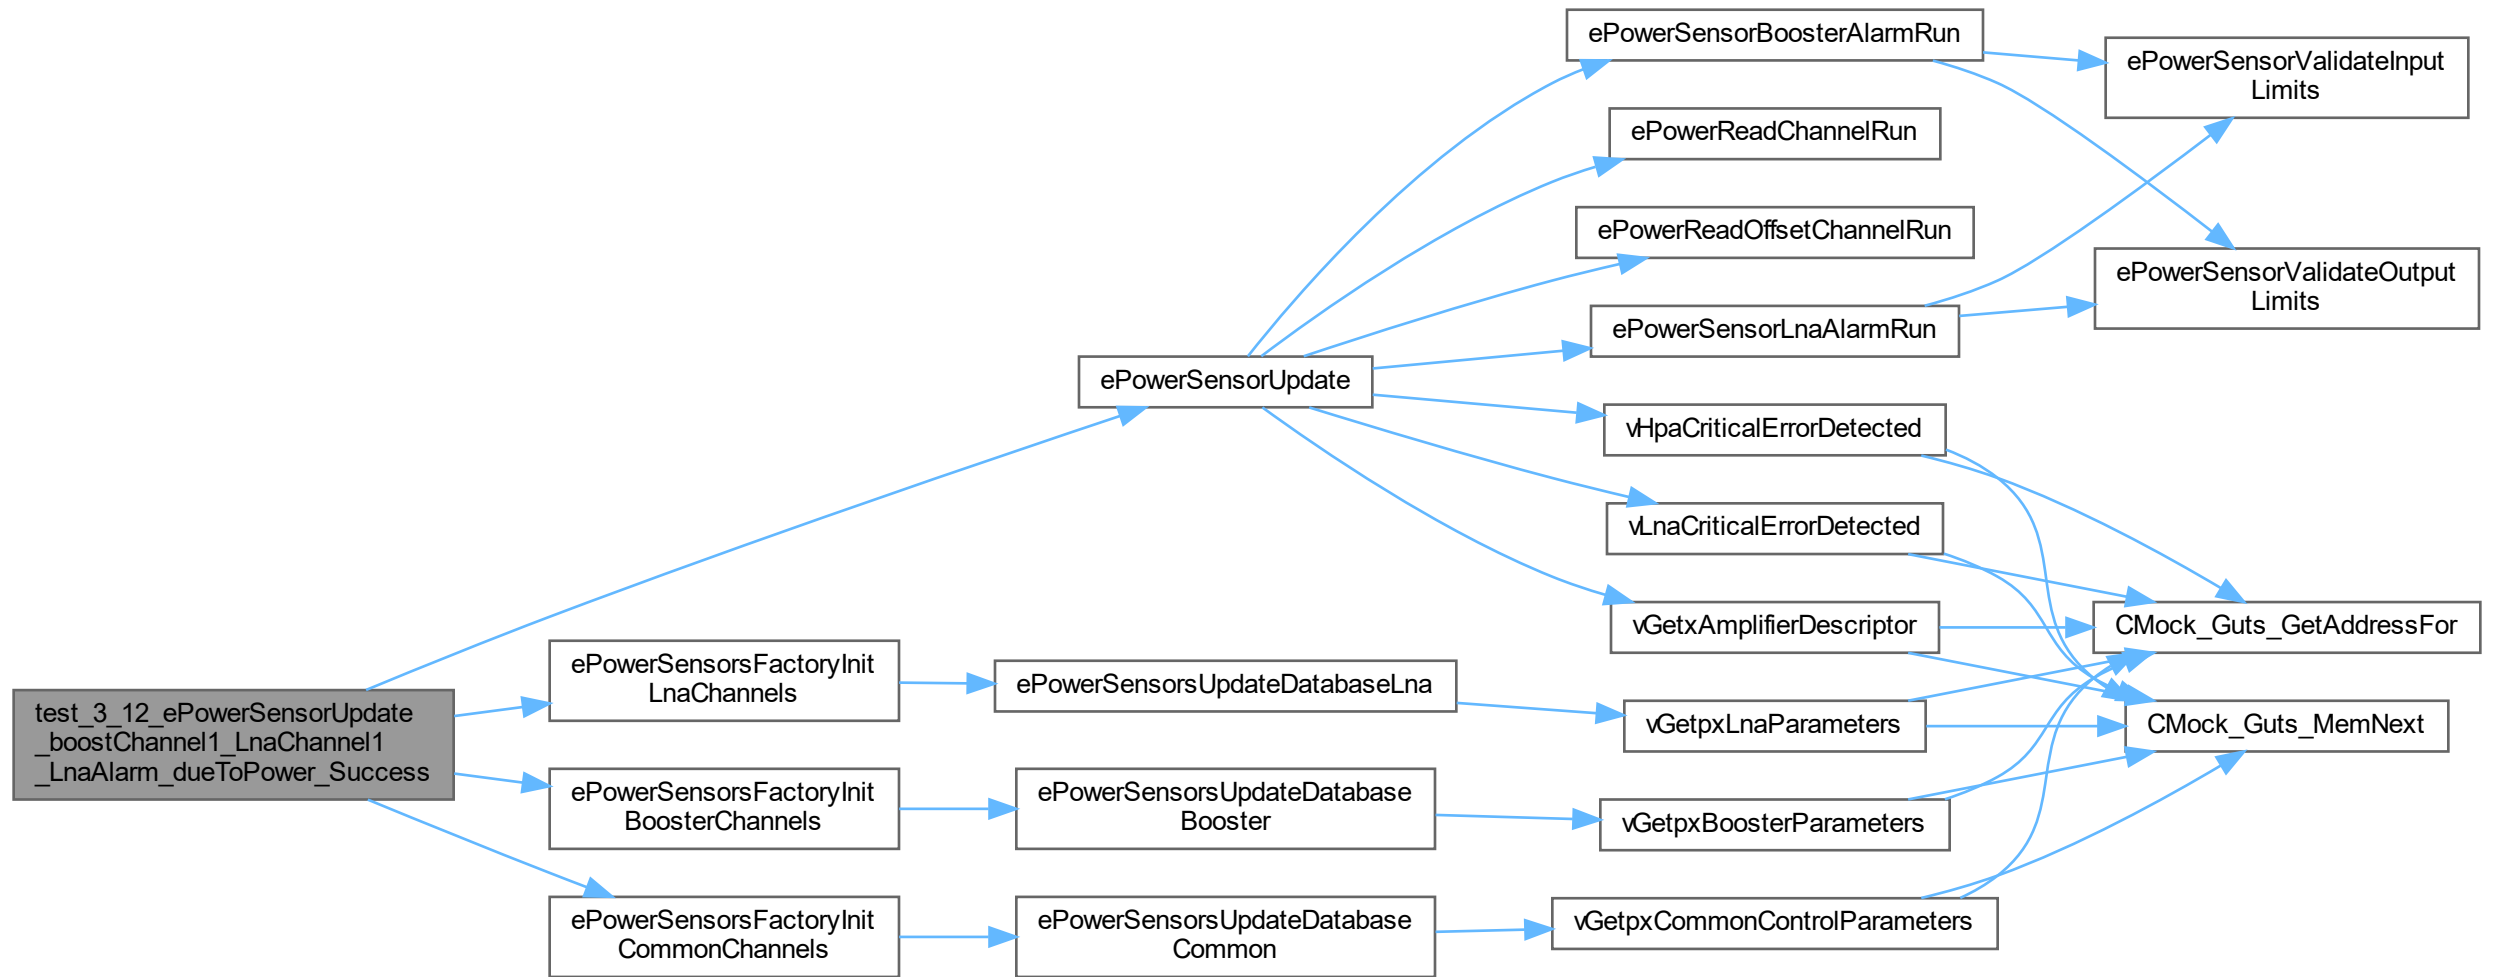 ePowerSensorBoosterAlarmRun
ePowerSensorValidateInput
Limits
ePowerReadChannelRun
ePowerReadOffsetChannelRun
ePowerSensorValidateOutput
Limits
ePowerSensorLnaAlarmRun
ePowerSensorUpdate
vHpaCriticalErrorDetected
vLnaCriticalErrorDetected
vGetxAmplifierDescriptor
CMock_Guts_GetAddressFor
ePowerSensorsFactoryInit
LnaChannels
ePowerSensorsUpdateDatabaseLna
vGetpxLnaParameters
CMock_Guts_MemNext
test_3_12_ePowerSensorUpdate
_boostChannel1_LnaChannel1
_LnaAlarm_dueToPower_Success
ePowerSensorsFactoryInit
BoosterChannels
ePowerSensorsUpdateDatabase
Booster
vGetpxBoosterParameters
ePowerSensorsFactoryInit
CommonChannels
ePowerSensorsUpdateDatabase
Common
vGetpxCommonControlParameters